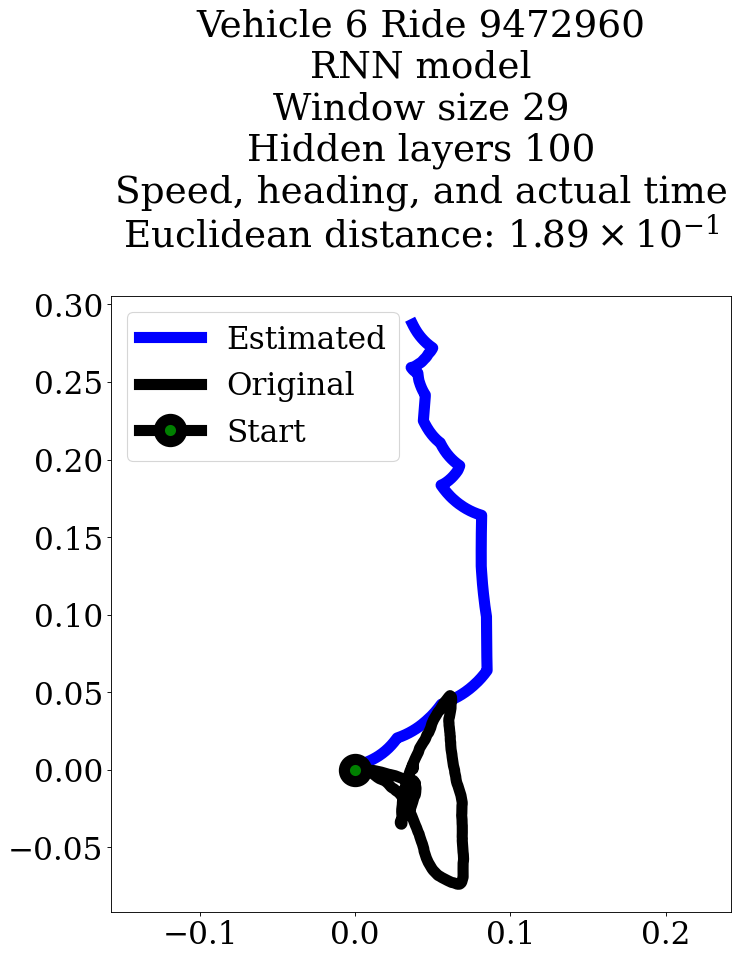 Vehicle 6 Ride 9472960
RNN model
Window size 29
Hidden layers 100
Speed, heading, and actual time
Euclidean distance: 1.89 × 10⁻¹
0.30
0.25
0.20
0.15
0.10
0.05
0.00
−0.05
Estimated
Original
Start
−0.1
0.0
0.1
0.2